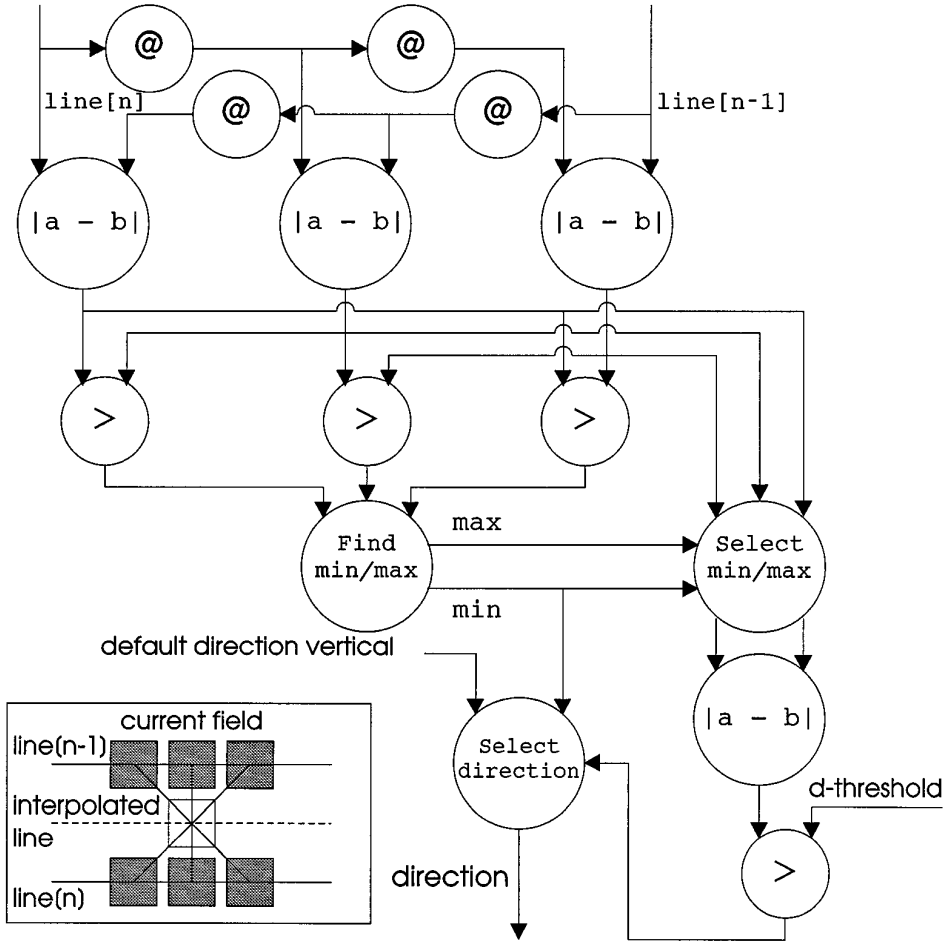 @
@
line[n]
@
@
line[n-1]
|a - b|
|a - b|
|a - b|
>
>
>
Find
min/max
max
min
Select
min/max
default direction vertical
|a - b|
Select
direction
d-threshold
>
direction
current field
line(n-1)
interpolated
line
line(n)